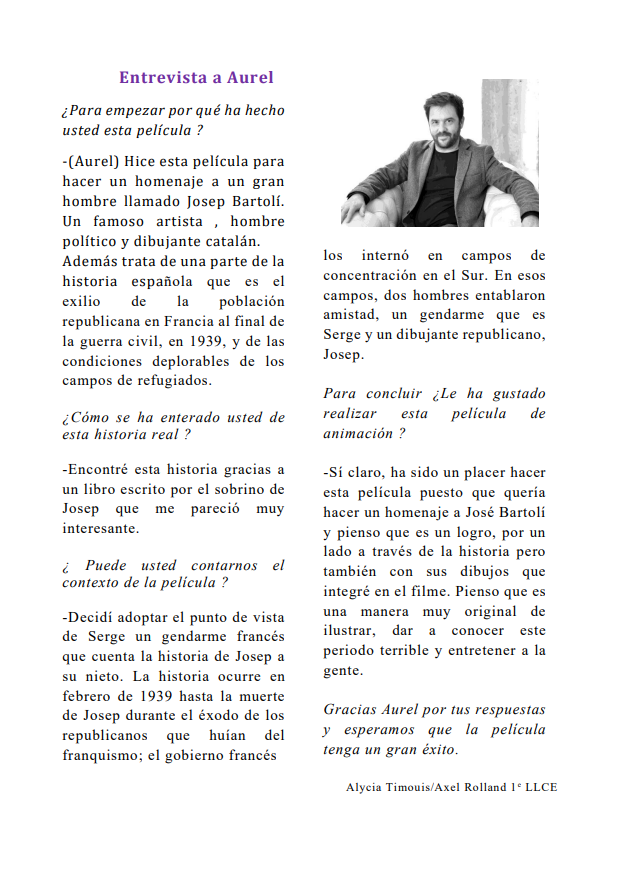 Entrevista a Aurel
¿Para empezar por qué ha hecho
usted esta película ?
-(Aurel) Hice esta película para
hacer un homenaje a un gran
hombre llamado Josep Bartolí.
Un famoso artista , hombre
político y dibujante catalán.
Además trata de una parte de la
historia española que es el
exilio de la población
republicana en Francia al final de
la guerra civil, en 1939, y de las
condiciones deplorables de los
campos de refugiados.
¿Cómo se ha enterado usted de
esta historia real ?
-Encontré esta historia gracias a
un libro escrito por el sobrino de
Josep que me pareció muy
interesante.
¿ Puede usted contarnos el
contexto de la película ?
-Decidí adoptar el punto de vista
de Serge un gendarme francés
que cuenta la historia de Josep a
su nieto. La historia ocurre en
febrero de 1939 hasta la muerte
de Josep durante el éxodo de los
republicanos que huían del
franquismo; el gobierno francés
los internó en campos de
concentración en el Sur. En esos
campos, dos hombres entablaron
amistad, un gendarme que es
Serge y un dibujante republicano,
Josep.
Para concluir ¿Le ha gustado
realizar esta película de
animación ?
-Sí claro, ha sido un placer hacer
esta película puesto que quería
hacer un homenaje a José Bartolí
y pienso que es un logro, por un
lado a través de la historia pero
también con sus dibujos que
integré en el filme. Pienso que es
una manera muy original de
ilustrar, dar a conocer este
periodo terrible y entretener a la
gente.
Gracias Aurel por tus respuestas
y esperamos que la película
tenga un gran éxito.
Alycia Timouis/Axel Rolland 1ᵉ LLCE